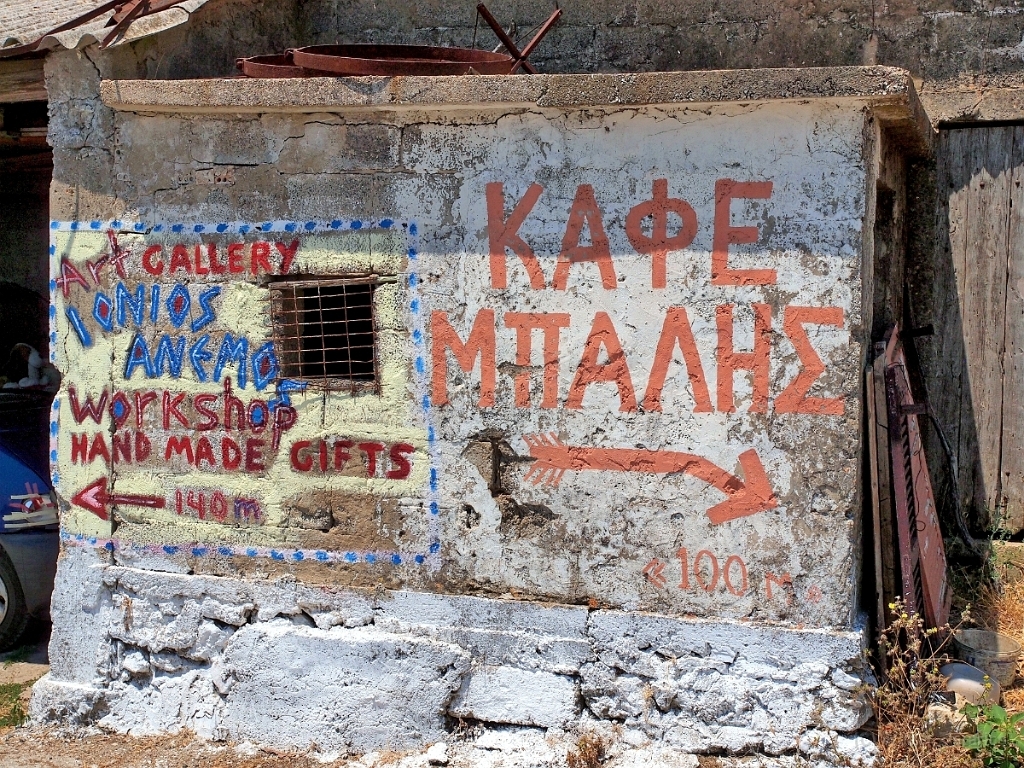 Art GALLERY
IONIOS
ANEMOS
Workshop
HAND MADE GIFTS
140 m
ΚΑΦΕ
ΜΠΑΛΗΣ
«100 m.